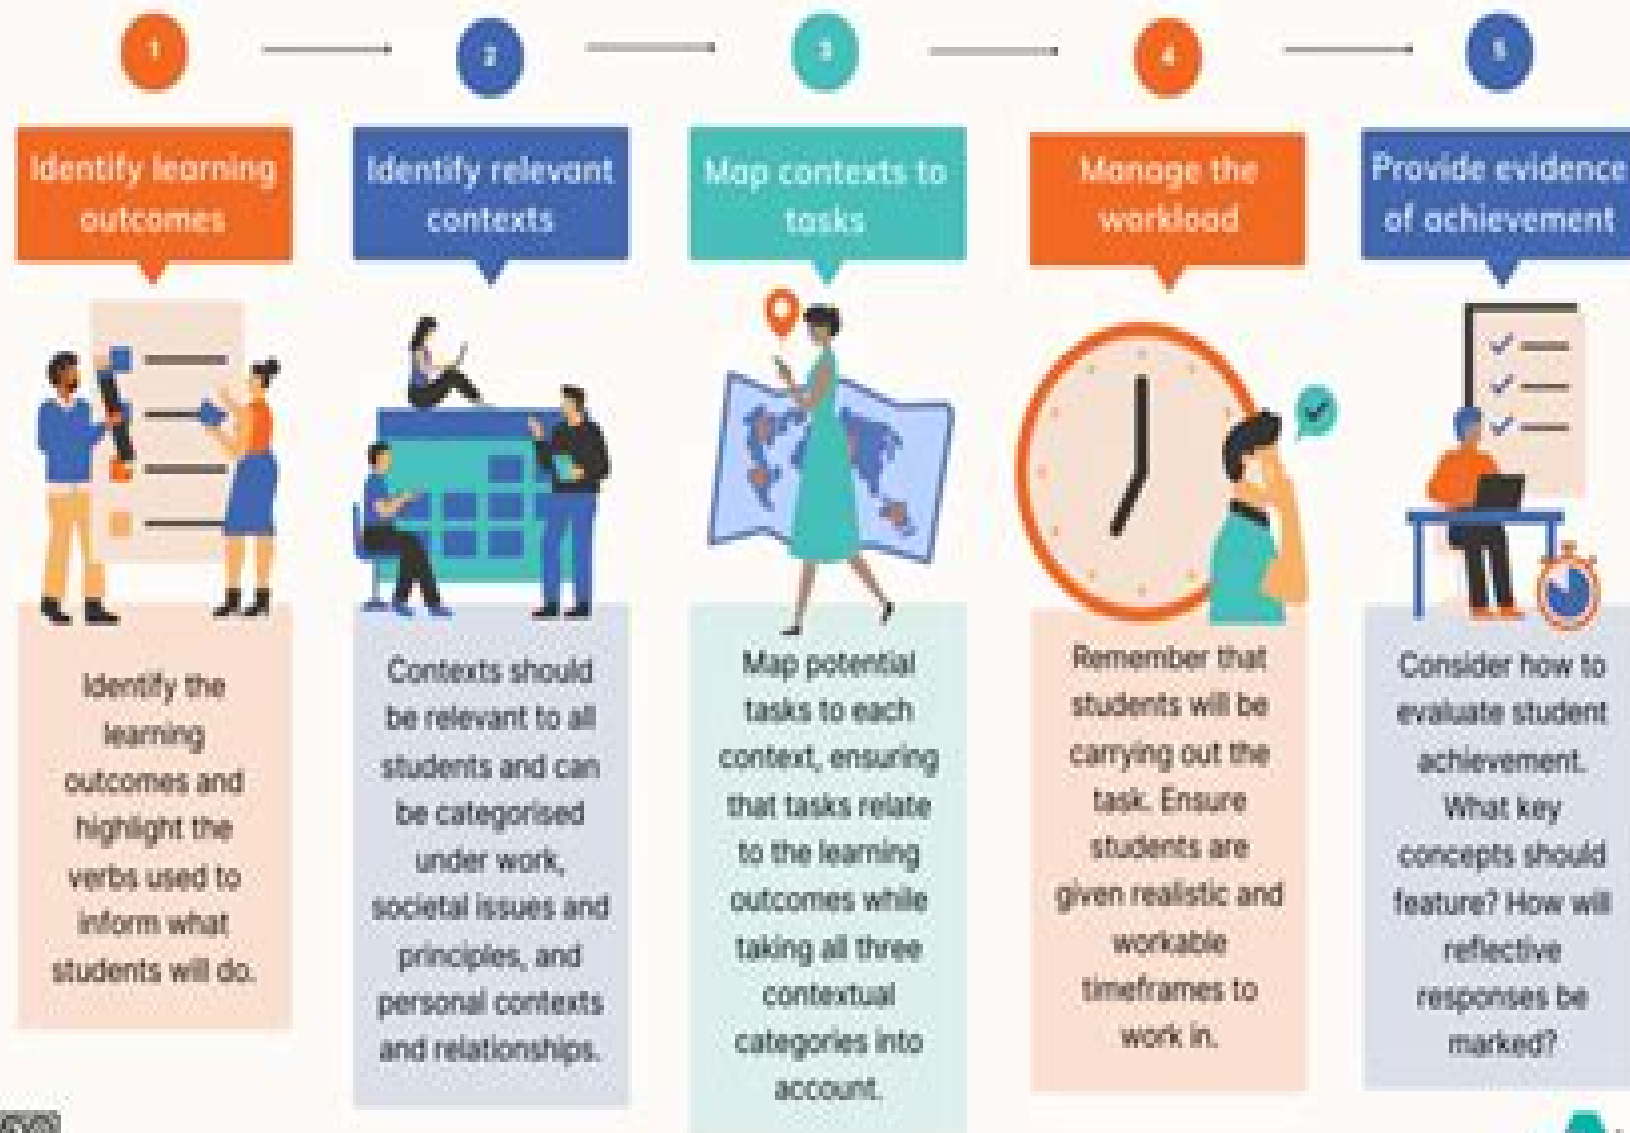 1
2
3
4
5
Identify learning
outcomes
Identify relevant
contexts
Map contexts to
tasks
Manage the
workload
Provide evidence
of achievement
Identify the
learning
outcomes and
highlight the
verbs used to
inform what
students will do.
Contexts should
be relevant to all
students and can
be categorised
under work,
societal issues and
principles, and
personal contexts
and relationships.
Map potential
tasks to each
context, ensuring
that tasks relate
to the learning
outcomes while
taking all three
contextual
categories into
account.
Remember that
students will be
carrying out the
task. Ensure
students are
given realistic and
workable
timeframes to
work in.
Consider how to
evaluate student
achievement.
What key
concepts should
feature? How will
reflective
responses be
marked?